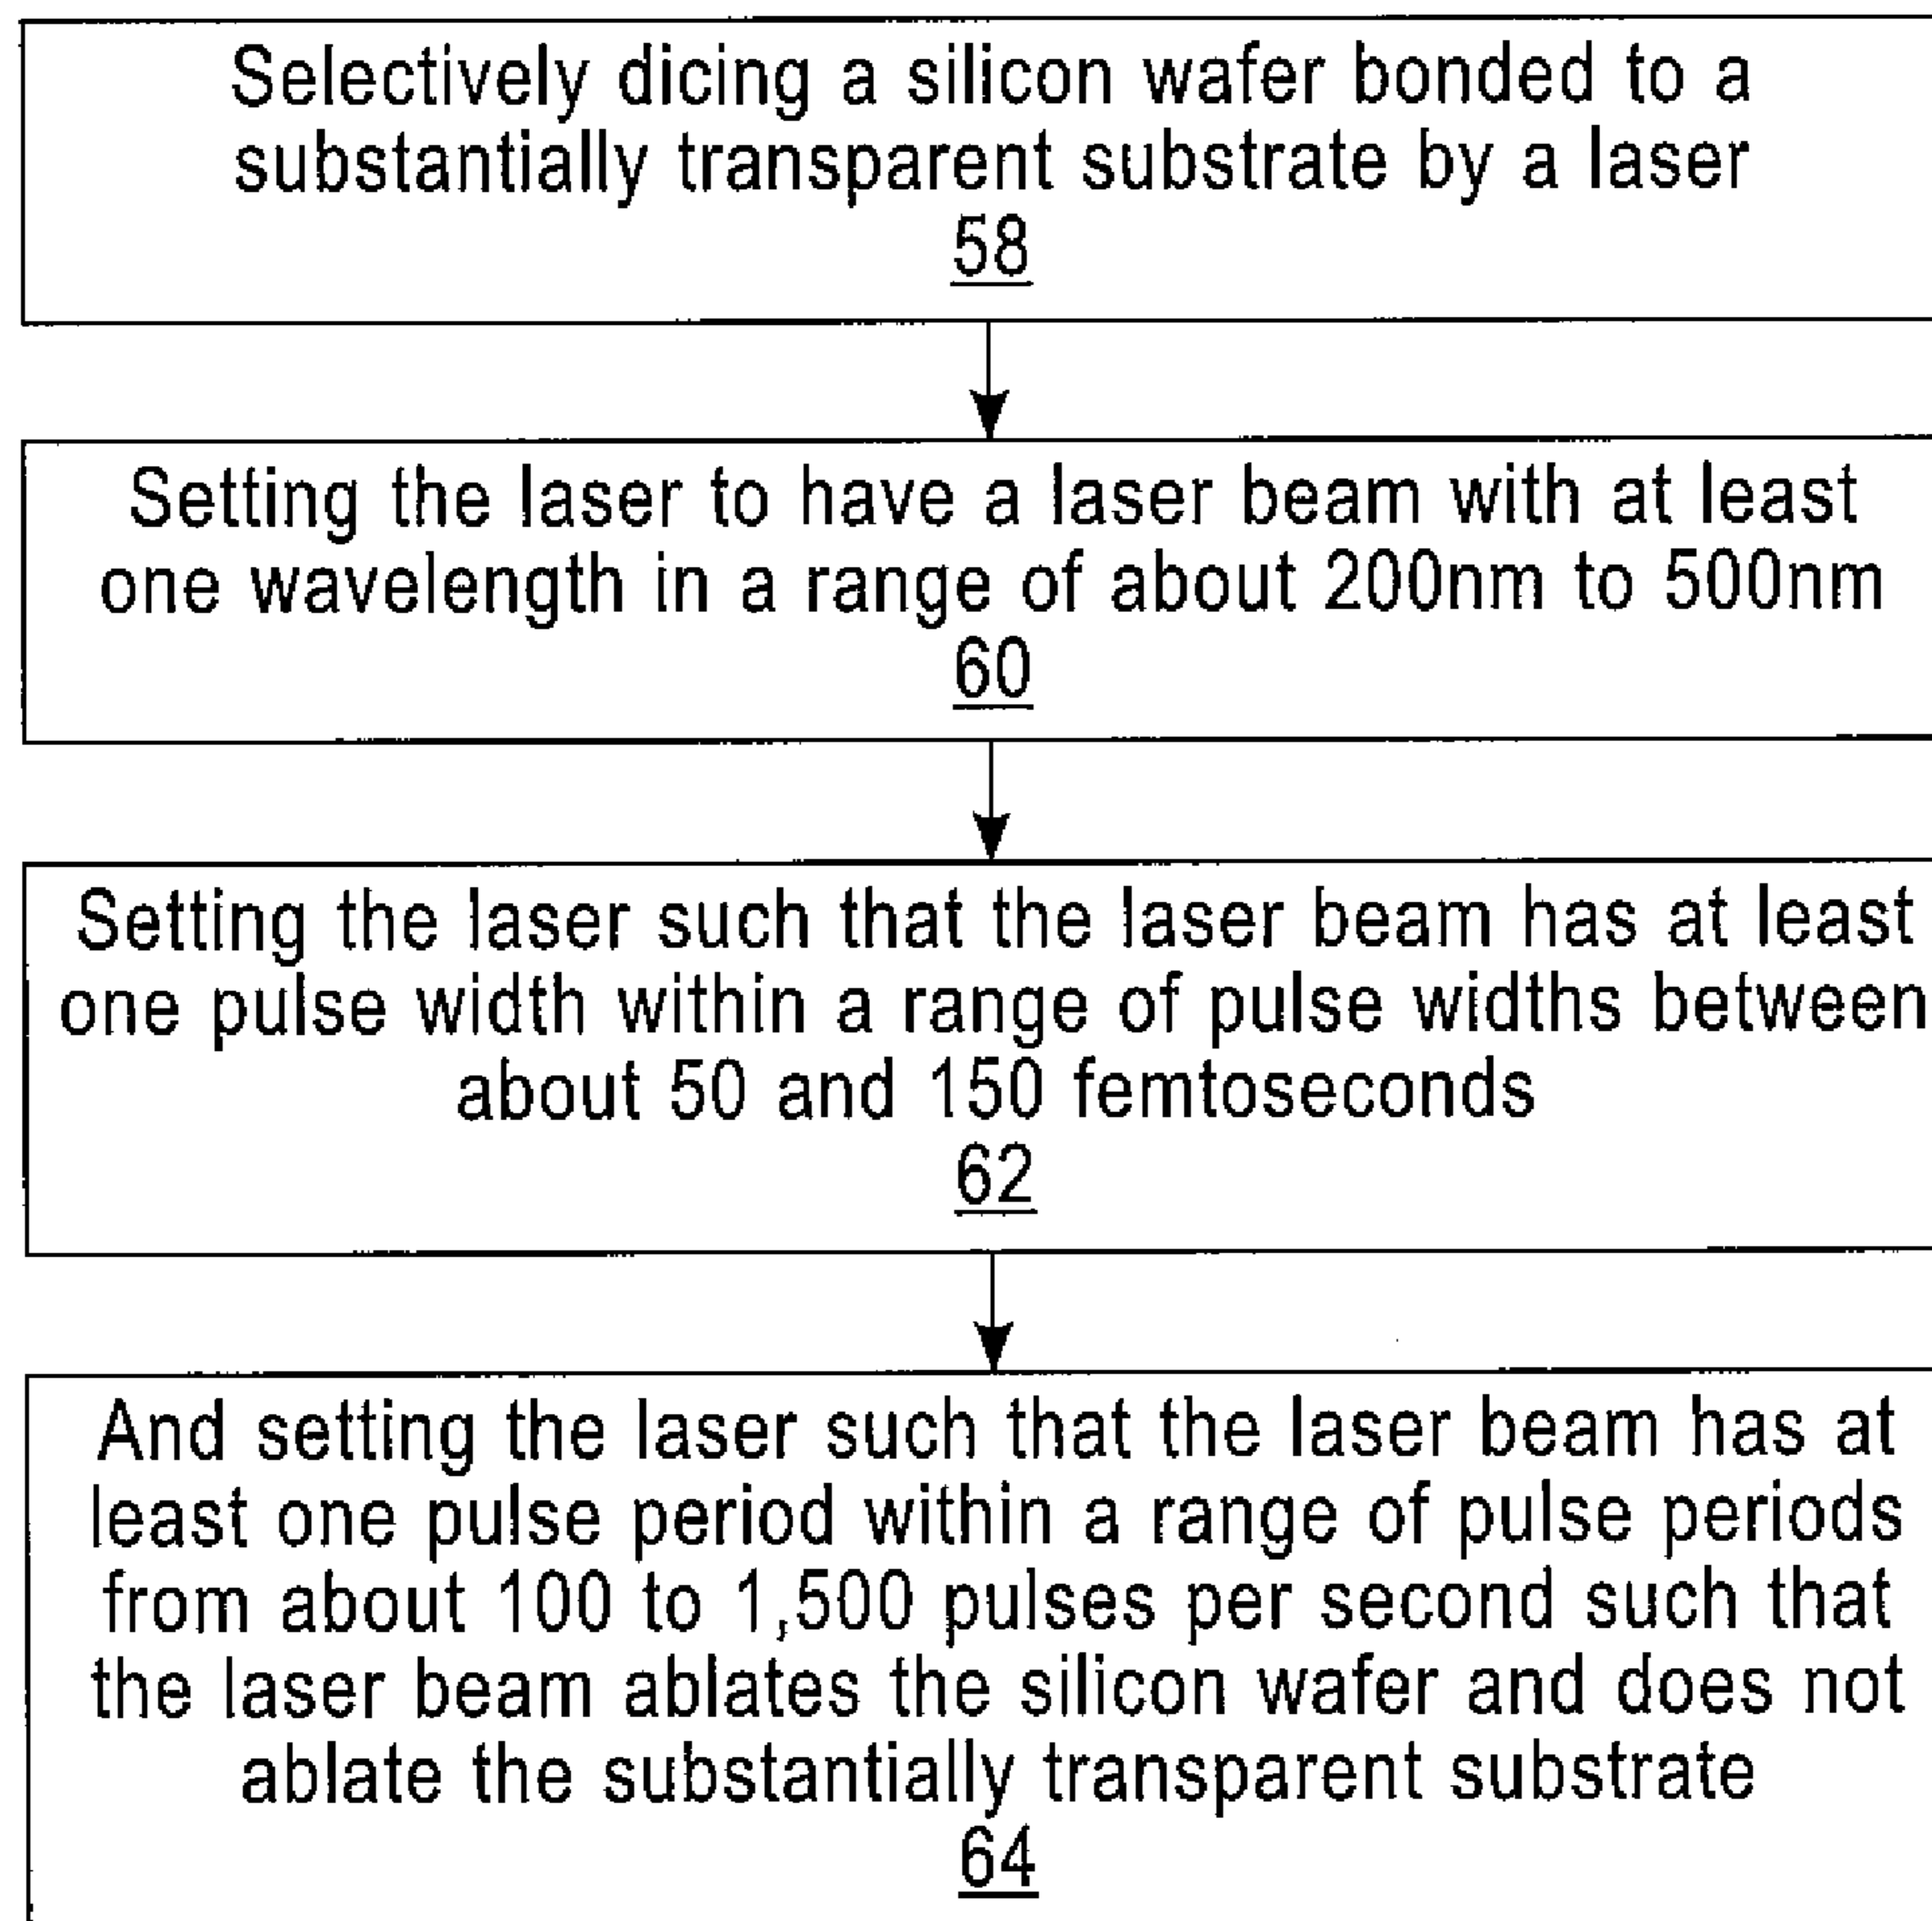 Selectively dicing a silicon wafer bonded to a
substantially transparent substrate by a laser
58
Setting the laser to have a laser beam with at least
one wavelength in a range of about 200nm to 500nm
60
Setting the laser such that the laser beam has at least
one pulse width within a range of pulse widths between
about 50 and 150 femtoseconds
62
And setting the laser such that the laser beam has at
least one pulse period within a range of pulse periods
from about 100 to 1,500 pulses per second such that
the laser beam ablates the silicon wafer and does not
ablate the substantially transparent substrate
64